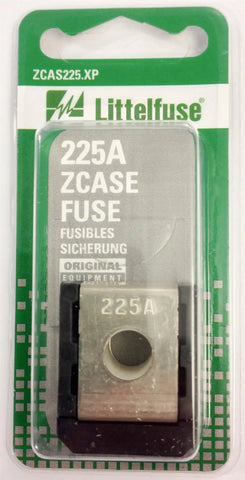 ZCAS225.XP
Littelfuse®
225A
ZCASE
FUSE
FUSIBLES
SICHERUNG
ORIGINAL
EQUIPMENT
225A